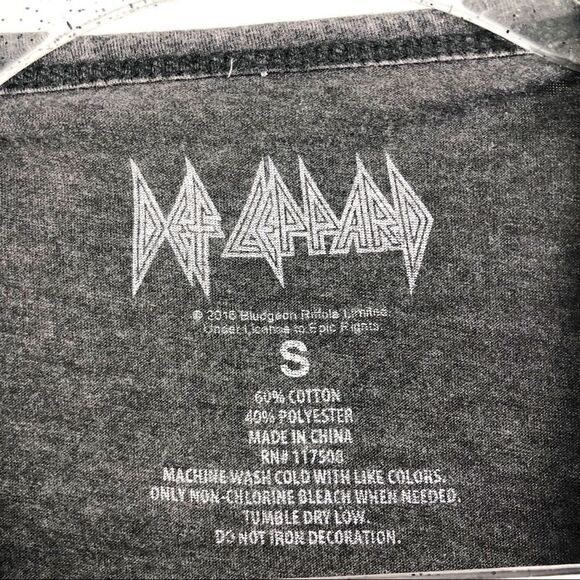 DEF LEPPARD
© 2016 Bludgeon Riffola Limited.
Under License to Epic Rights.
S
60% COTTON
40% POLYESTER
MADE IN CHINA
RN# 117508
MACHINE WASH COLD WITH LIKE COLORS.
ONLY NON-CHLORINE BLEACH WHEN NEEDED.
TUMBLE DRY LOW.
DO NOT IRON DECORATION.